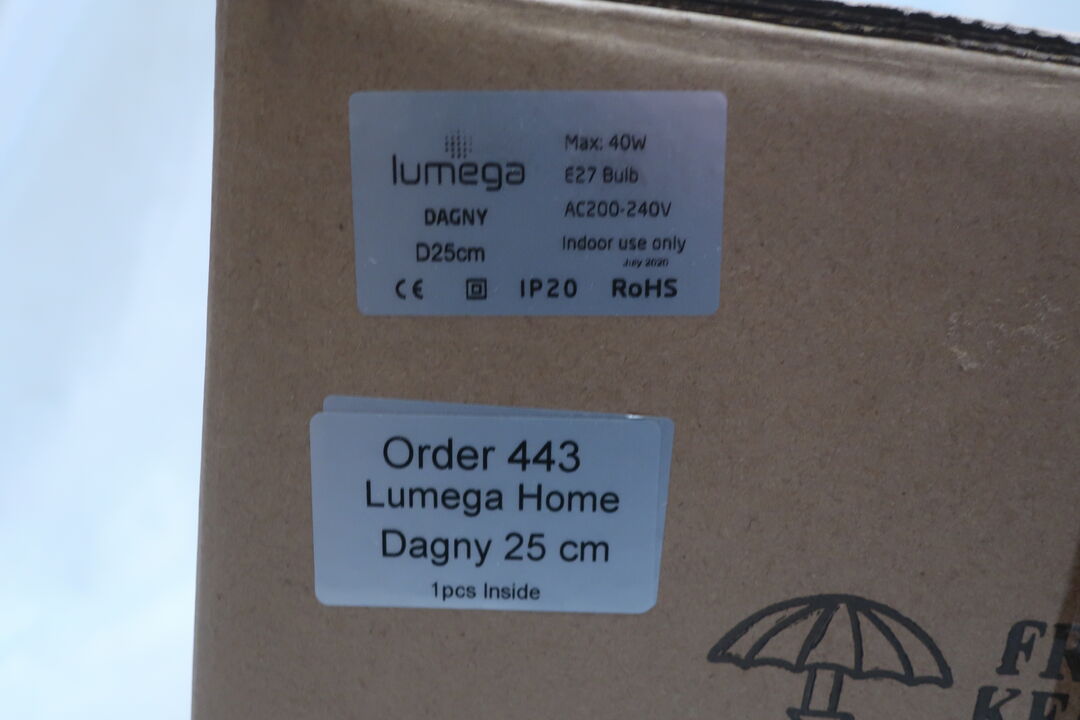 lumega
DAGNY
D25cm
Max: 40W
E27 Bulb
AC200-240V
Indoor use only
July 2020
CE
IP20
RoHS
Order 443
Lumega Home
Dagny 25 cm
1pcs Inside